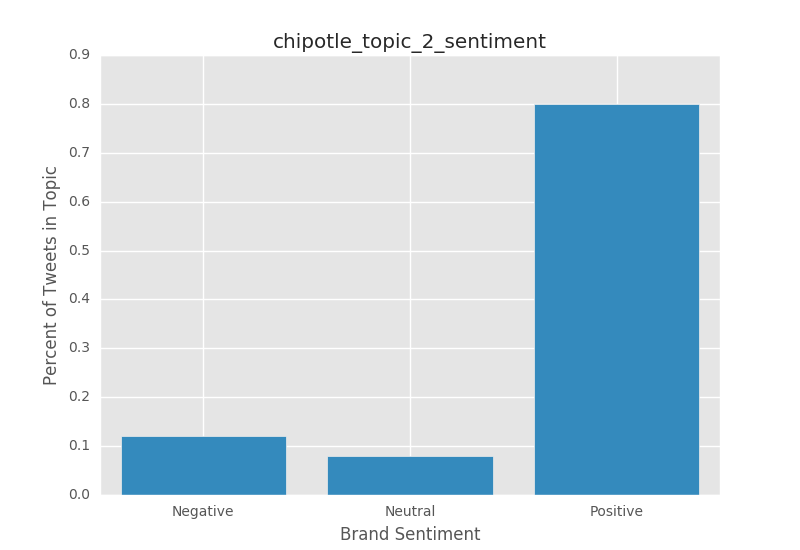 chipotle_topic_2_sentiment
0.9
0.8
0.7
0.6
0.5
0.4
0.3
0.2
0.1
0.0
Percent of Tweets in Topic
Negative Neutral Positive
Brand Sentiment